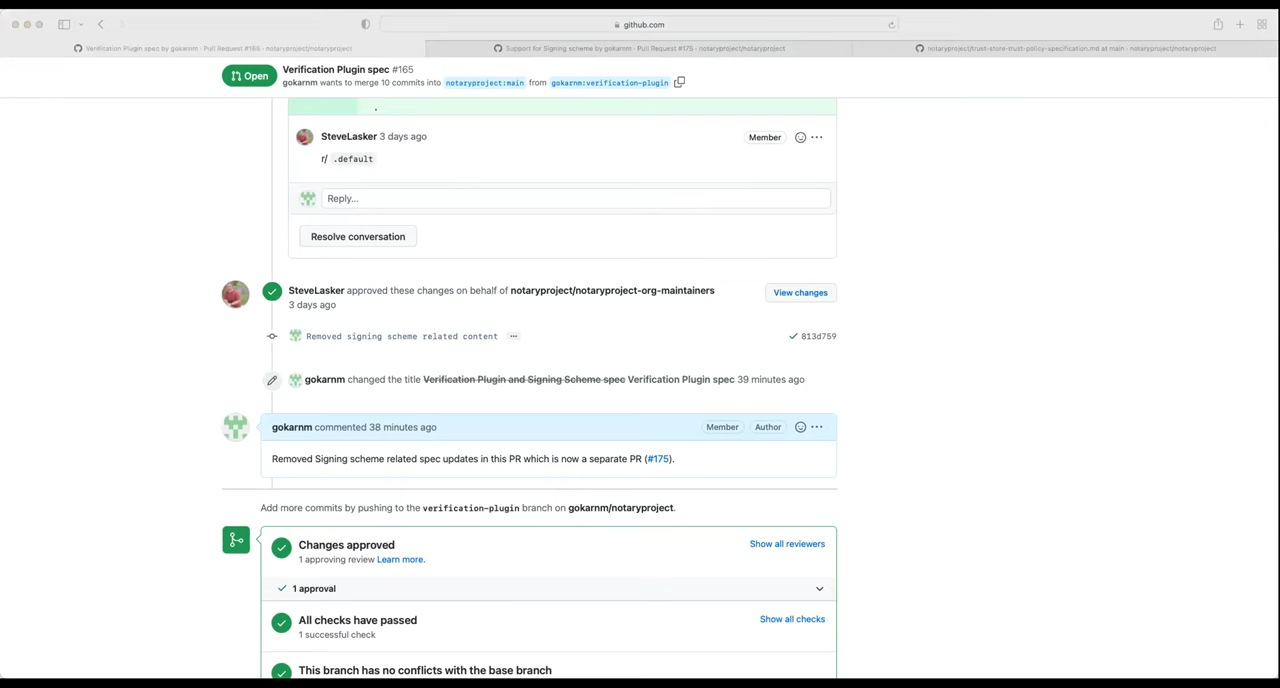 github.com
Verification Plugin spec by gokarnm · Pull Request #165 · notaryproject/notaryproject
Support for Signing scheme by gokarnm · Pull Request #175 · notaryproject/notaryproject
notaryproject/trust-store-trust-policy-specification.md at main · notaryproject/notaryproject
Open
Verification Plugin spec #165
gokarnm wants to merge 10 commits into notaryproject:main from gokarnm:verification-plugin
.
SteveLasker 3 days ago
Member
r/ .default
Reply...
Resolve conversation
SteveLasker approved these changes on behalf of notaryproject/notaryproject-org-maintainers
3 days ago
View changes
Removed signing scheme related content ...
813d759
gokarnm changed the title Verification Plugin and Signing Scheme spec Verification Plugin spec 39 minutes ago
gokarnm commented 38 minutes ago
Member
Author
Removed Signing scheme related spec updates in this PR which is now a separate PR (#175).
Add more commits by pushing to the verification-plugin branch on gokarnm/notaryproject.
Changes approved
1 approving review Learn more.
Show all reviewers
1 approval
All checks have passed
1 successful check
Show all checks
This branch has no conflicts with the base branch